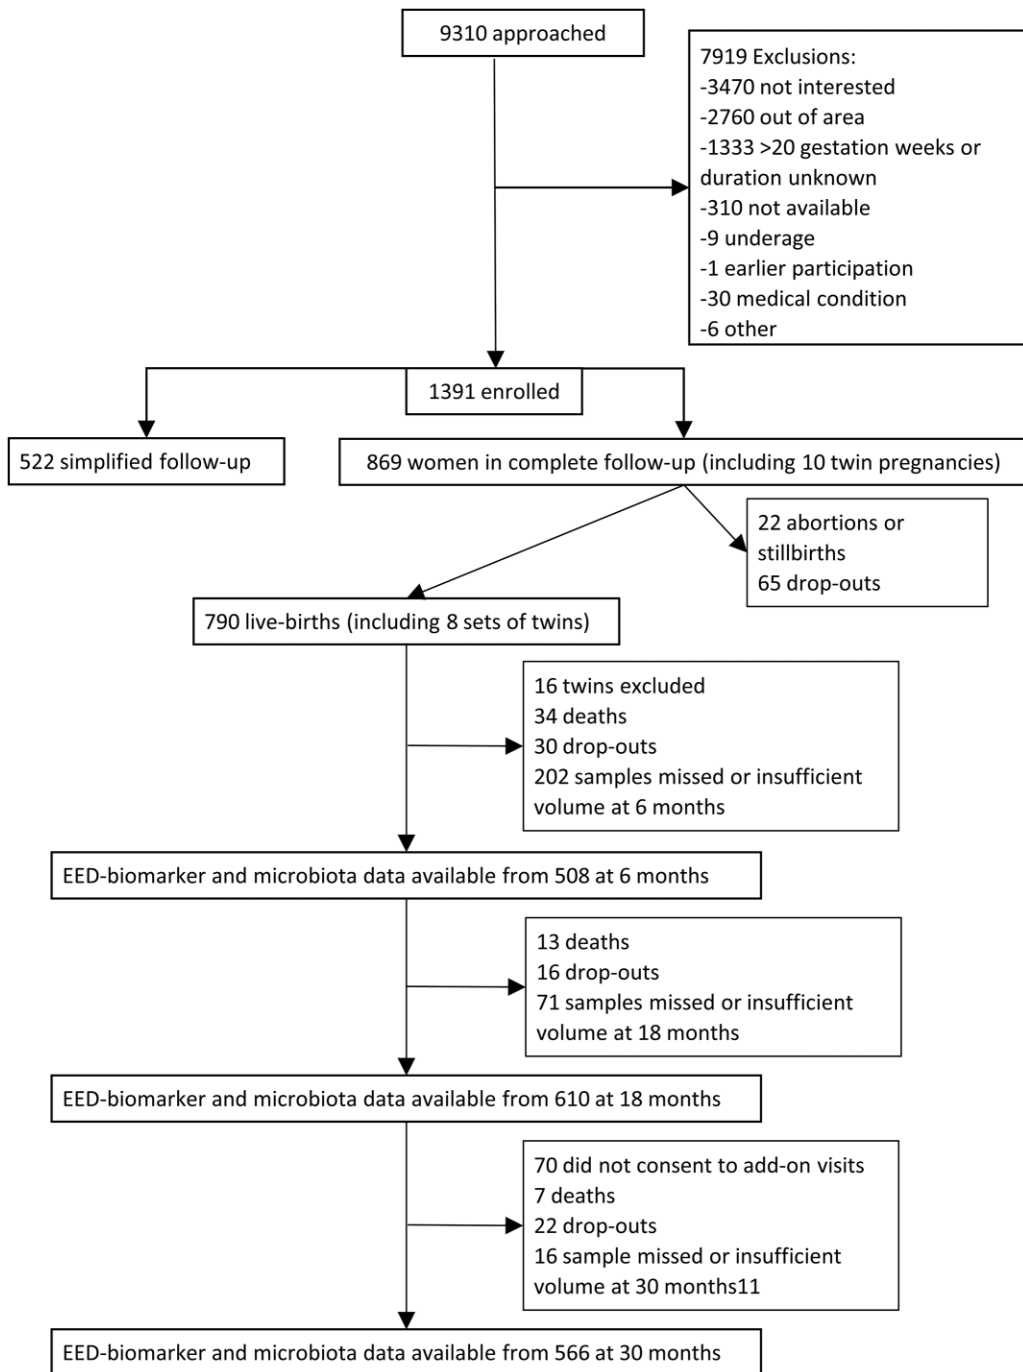 9310 approached
7919 Exclusions:
-3470 not interested
-2760 out of area
-1333 >20 gestation weeks or
duration unknown
-310 not available
-9 underage
-1 earlier participation
-30 medical condition
-6 other
1391 enrolled
522 simplified follow-up
869 women in complete follow-up (including 10 twin pregnancies)
22 abortions or
stillbirths
65 drop-outs
790 live-births (including 8 sets of twins)
16 twins excluded
34 deaths
30 drop-outs
202 samples missed or insufficient
volume at 6 months
EED-biomarker and microbiota data available from 508 at 6 months
13 deaths
16 drop-outs
71 samples missed or insufficient
volume at 18 months
EED-biomarker and microbiota data available from 610 at 18 months
70 did not consent to add-on visits
7 deaths
22 drop-outs
16 sample missed or insufficient
volume at 30 months11
EED-biomarker and microbiota data available from 566 at 30 months